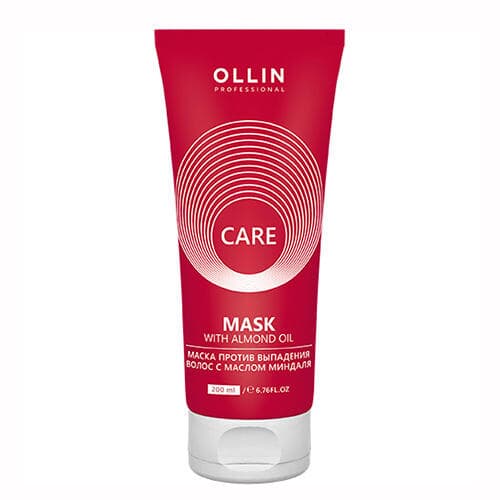 OLLIN
PROFESSIONAL
CARE
MASK
WITH ALMOND OIL
МАСКА ПРОТИВ ВЫПАДЕНИЯ
ВОЛОС С МАСЛОМ МИНДАЛЯ
200 ml / ℮ 6,76FL.OZ